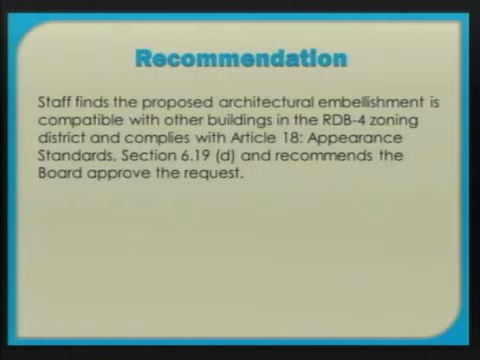 Recommendation
Staff finds the proposed architectural embellishment is
compatible with other buildings in the RDB-4 zoning
district and complies with Article 18: Appearance
Standards, Section 6.19 (d) and recommends the
Board approve the request.